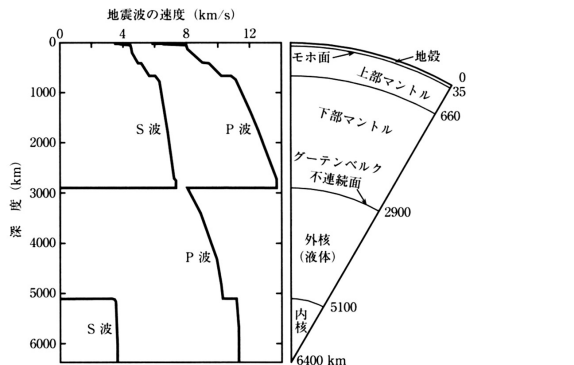 地震波の速度 (km/s)
0 4 8 12
0
1000
2000
3000
4000
5000
6000
深度 (km)
S 波
P 波
P 波
S 波
モホ面
地殻
上部マントル
0
35
660
下部マントル
グーテンベルク
不連続面
2900
外核
(液体)
5100
内核
6400 km